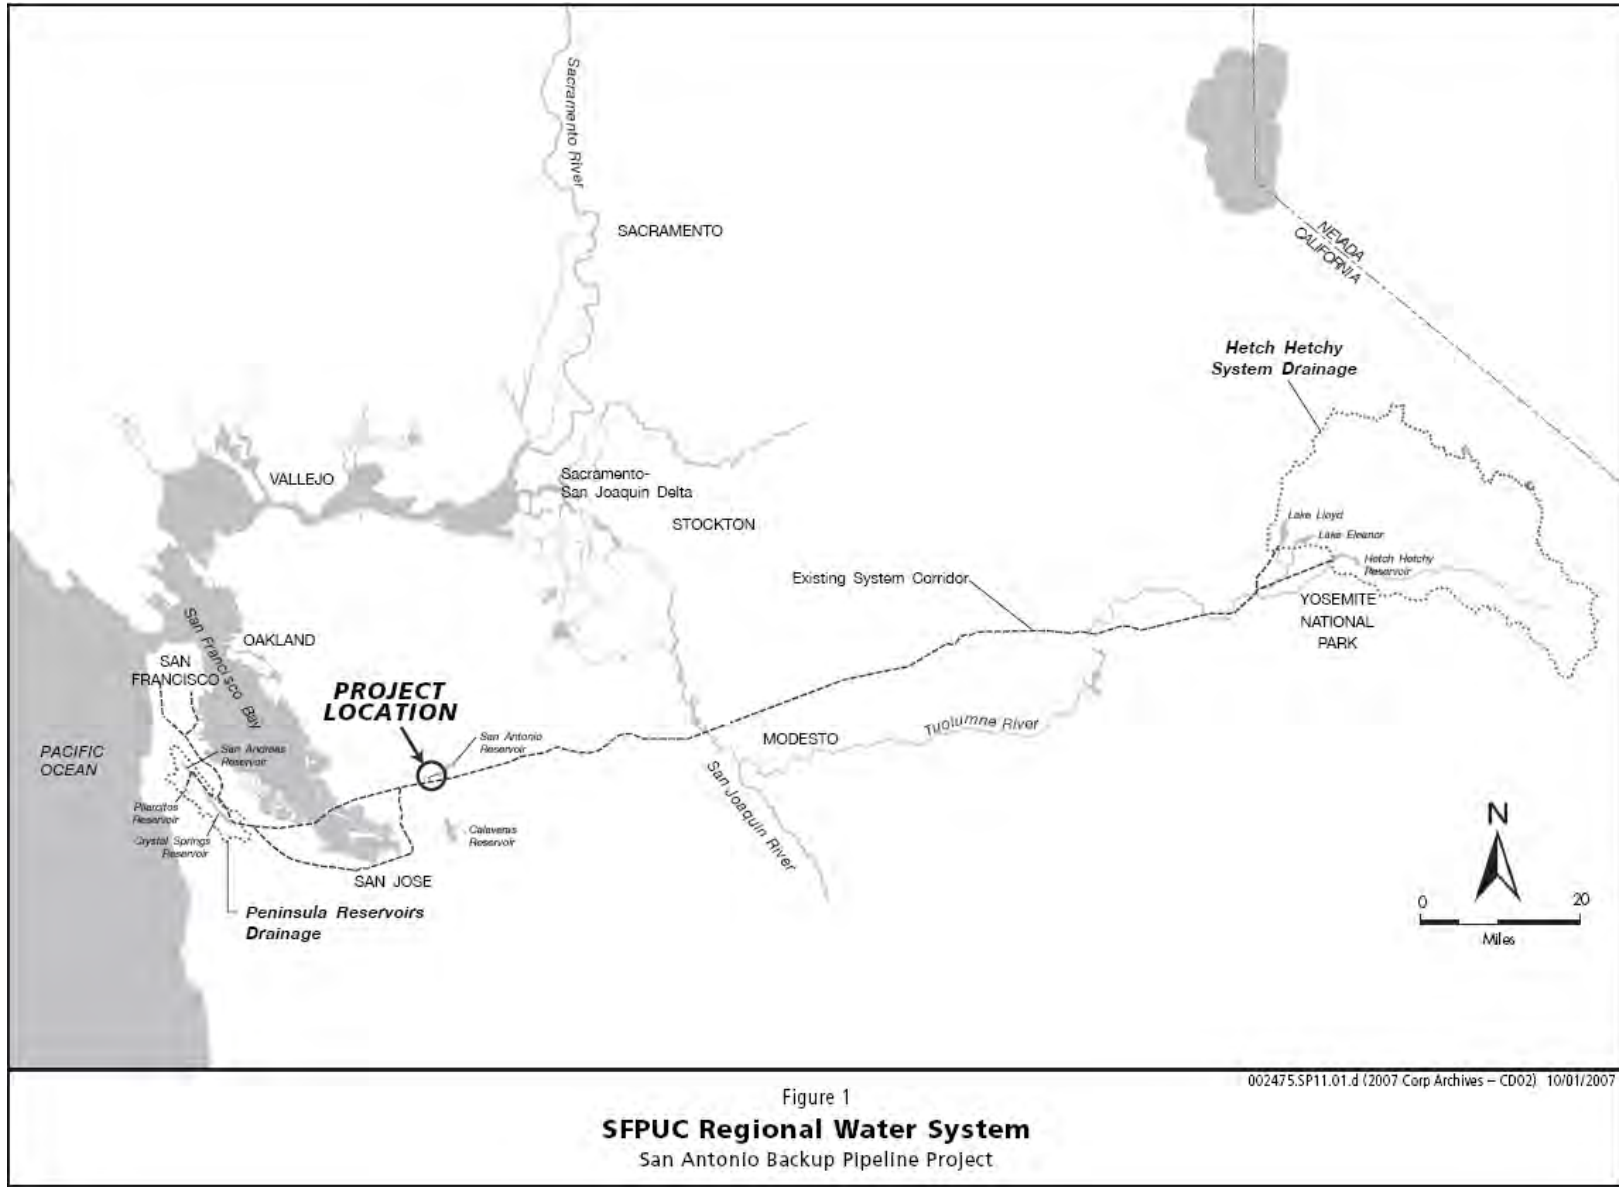 Sacramento River
SACRAMENTO
NEVADA
CALIFORNIA
Hetch Hetchy
System Drainage
VALLEJO
Sacramento-
San Joaquin Delta
STOCKTON
Lake Lloyd
Lake Eleanor
Hetch Hetchy
Reservoir
Existing System Corridor
YOSEMITE
NATIONAL
PARK
San Francisco Bay
OAKLAND
SAN
FRANCISCO
PROJECT
LOCATION
San Antonio
Reservoir
MODESTO
Tuolumne River
PACIFIC
OCEAN
San Andreas
Reservoir
San Joaquin River
Pilarcitos
Reservoir
Crystal Springs
Reservoir
Calaveras
Reservoir
SAN JOSE
Peninsula Reservoirs
Drainage
N
0 20
Miles
002475.SP11.01.d (2007 Corp Archives – CD02) 10/01/2007
Figure 1
SFPUC Regional Water System
San Antonio Backup Pipeline Project